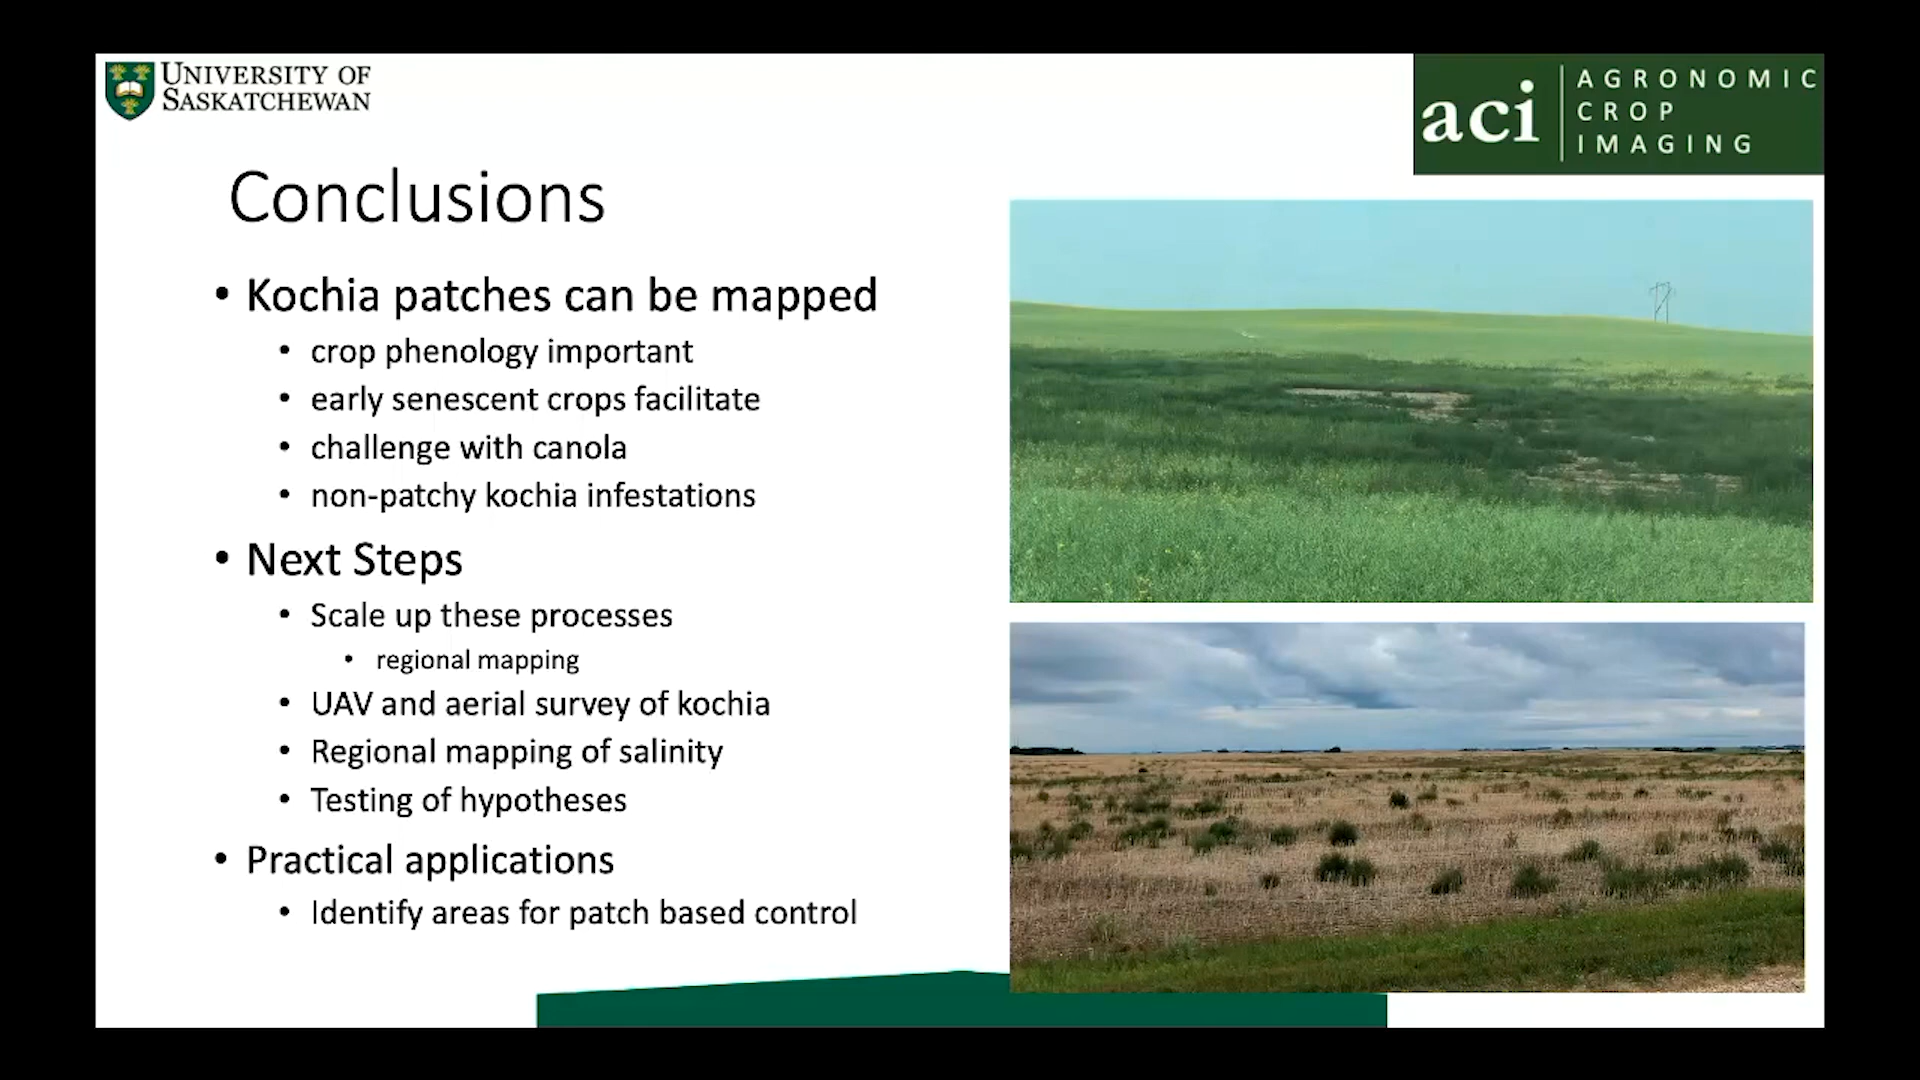 UNIVERSITY OF
SASKATCHEWAN
aci
AGRONOMIC
CROP
IMAGING
Conclusions
• Kochia patches can be mapped
• crop phenology important
• early senescent crops facilitate
• challenge with canola
• non-patchy kochia infestations
• Next Steps
• Scale up these processes
• regional mapping
• UAV and aerial survey of kochia
• Regional mapping of salinity
• Testing of hypotheses
• Practical applications
• Identify areas for patch based control